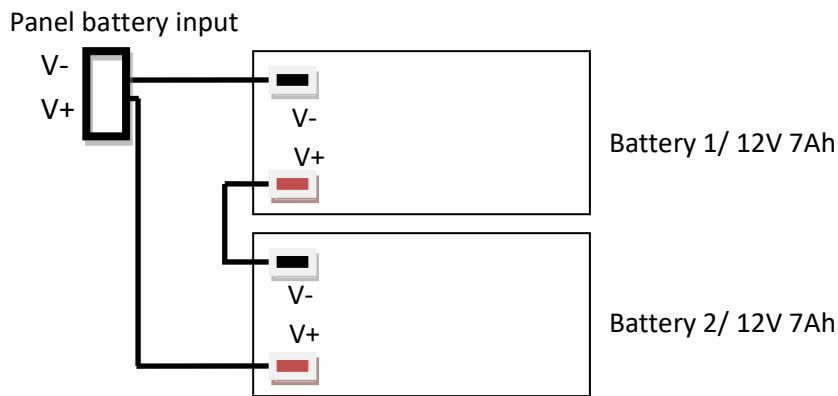 Panel battery input
V-
V+
V-
V+
Battery 1/ 12V 7Ah
V-
V+
Battery 2/ 12V 7Ah